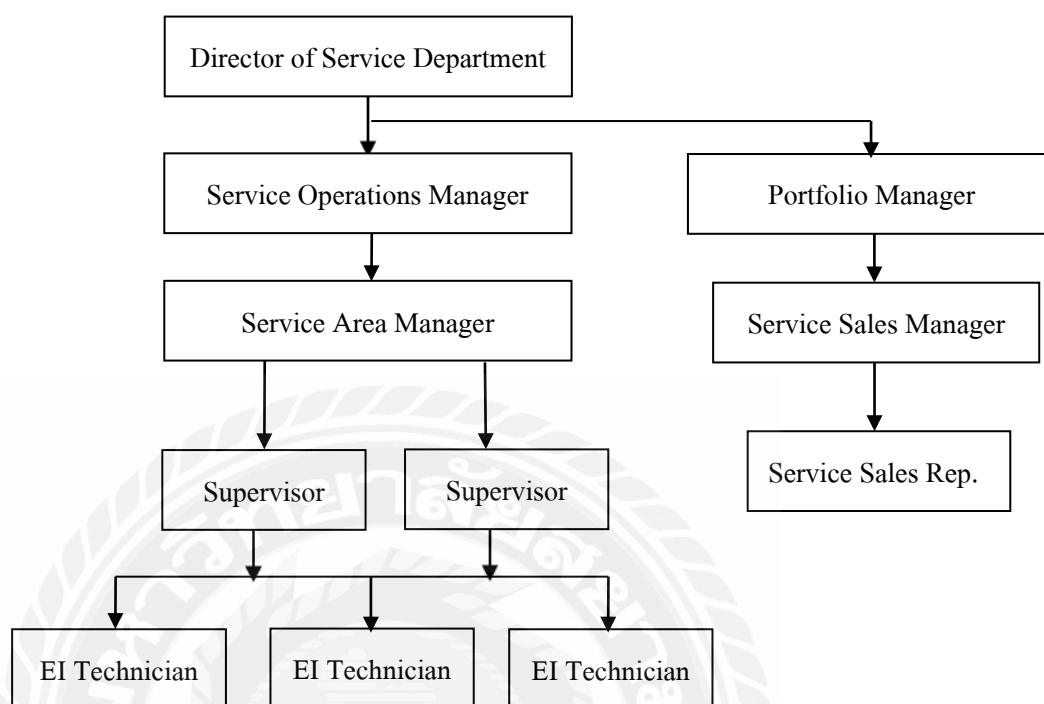 Director of Service Department
Service Operations Manager
Portfolio Manager
Service Area Manager
Service Sales Manager
Supervisor
Supervisor
Service Sales Rep.
EI Technician
EI Technician
EI Technician